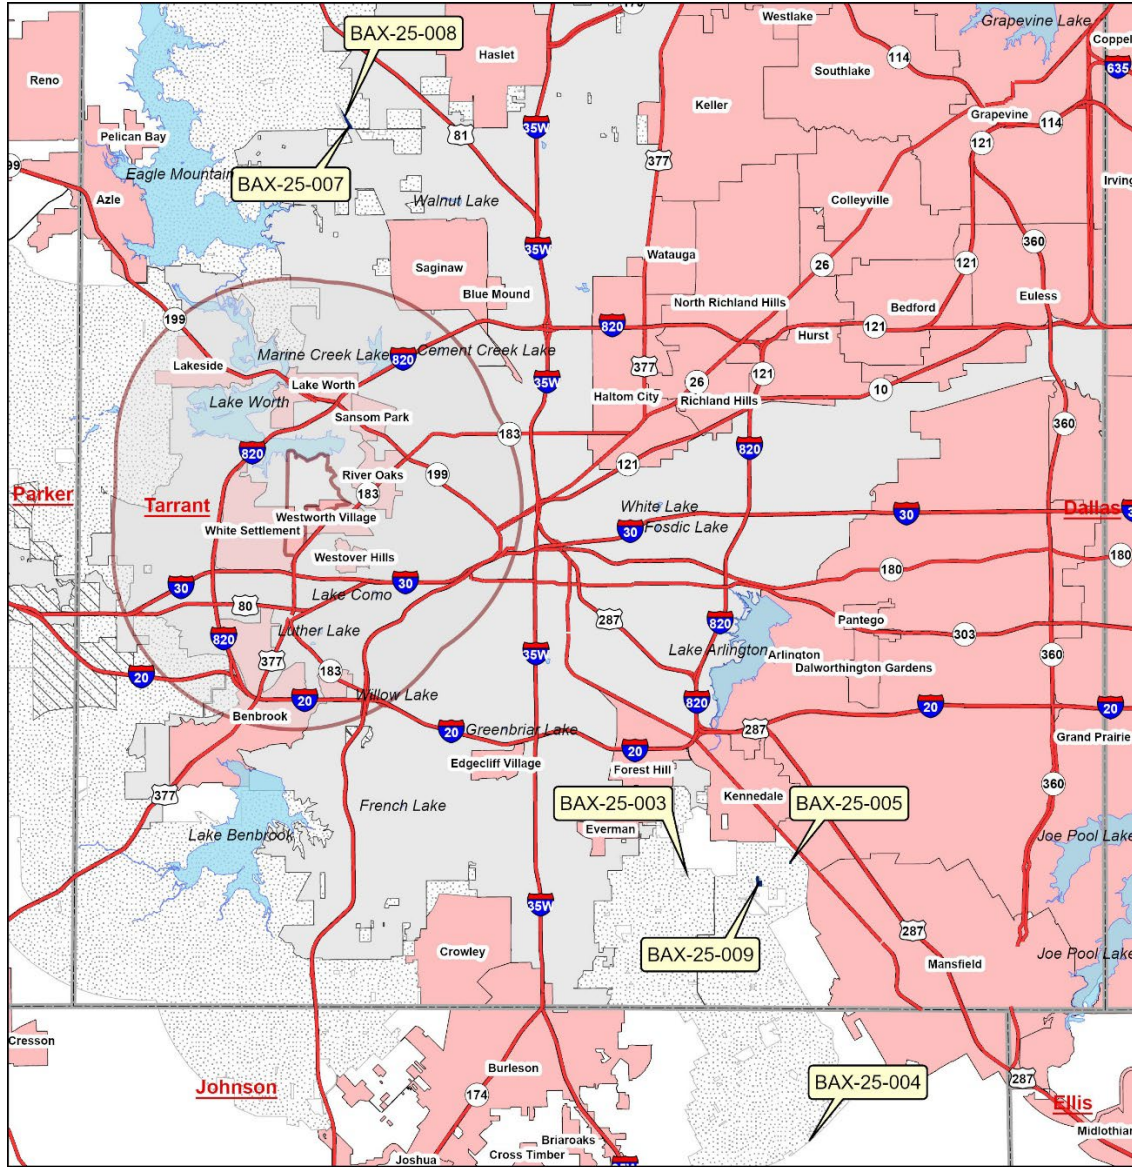 170
Westlake
Grapevine Lake
BAX-25-008
Haslet
114
Coppel
Southlake
635
Reno
Keller
Grapevine
114
35W
81
121
Pelican Bay
377
99
Eagle Mountain
BAX-25-007
Irving
Azle
Walnut Lake
Colleyville
360
35W
Watauga
121
26
Saginaw
Blue Mound
Euless
North Richland Hills
Bedford
199
820
121
Hurst
Marine Creek Lake
Cement Creek Lake
820
Lakeside
377
121
35W
26
Lake Worth
10
Haltom City
Richland Hills
Lake Worth
Sansom Park
360
183
820
820
121
River Oaks
199
183
Parker
Tarrant
White Lake
Dallas
30
3
Westworth Village
30
Fosdic Lake
White Settlement
Westover Hills
180
180
30
30
Lake Como
80
287
Pantego
820
Luther Lake
820
303
Lake Arlington
Arlington
35W
360
377
183
Dalworthington Gardens
20
Willow Lake
20
820
20
20
Benbrook
Greenbriar Lake
287
20
20
Grand Prairie
Edgecliff Village
Forest Hill
377
360
Kennedale
BAX-25-003
BAX-25-005
French Lake
Everman
Lake Benbrook
Joe Pool Lake
35W
287
Crowley
BAX-25-009
Joe Pool Lake
Mansfield
Cresson
Burleson
287
Johnson
BAX-25-004
174
Ellis
Midlothian
Briaroaks
Cross Timber
Joshua